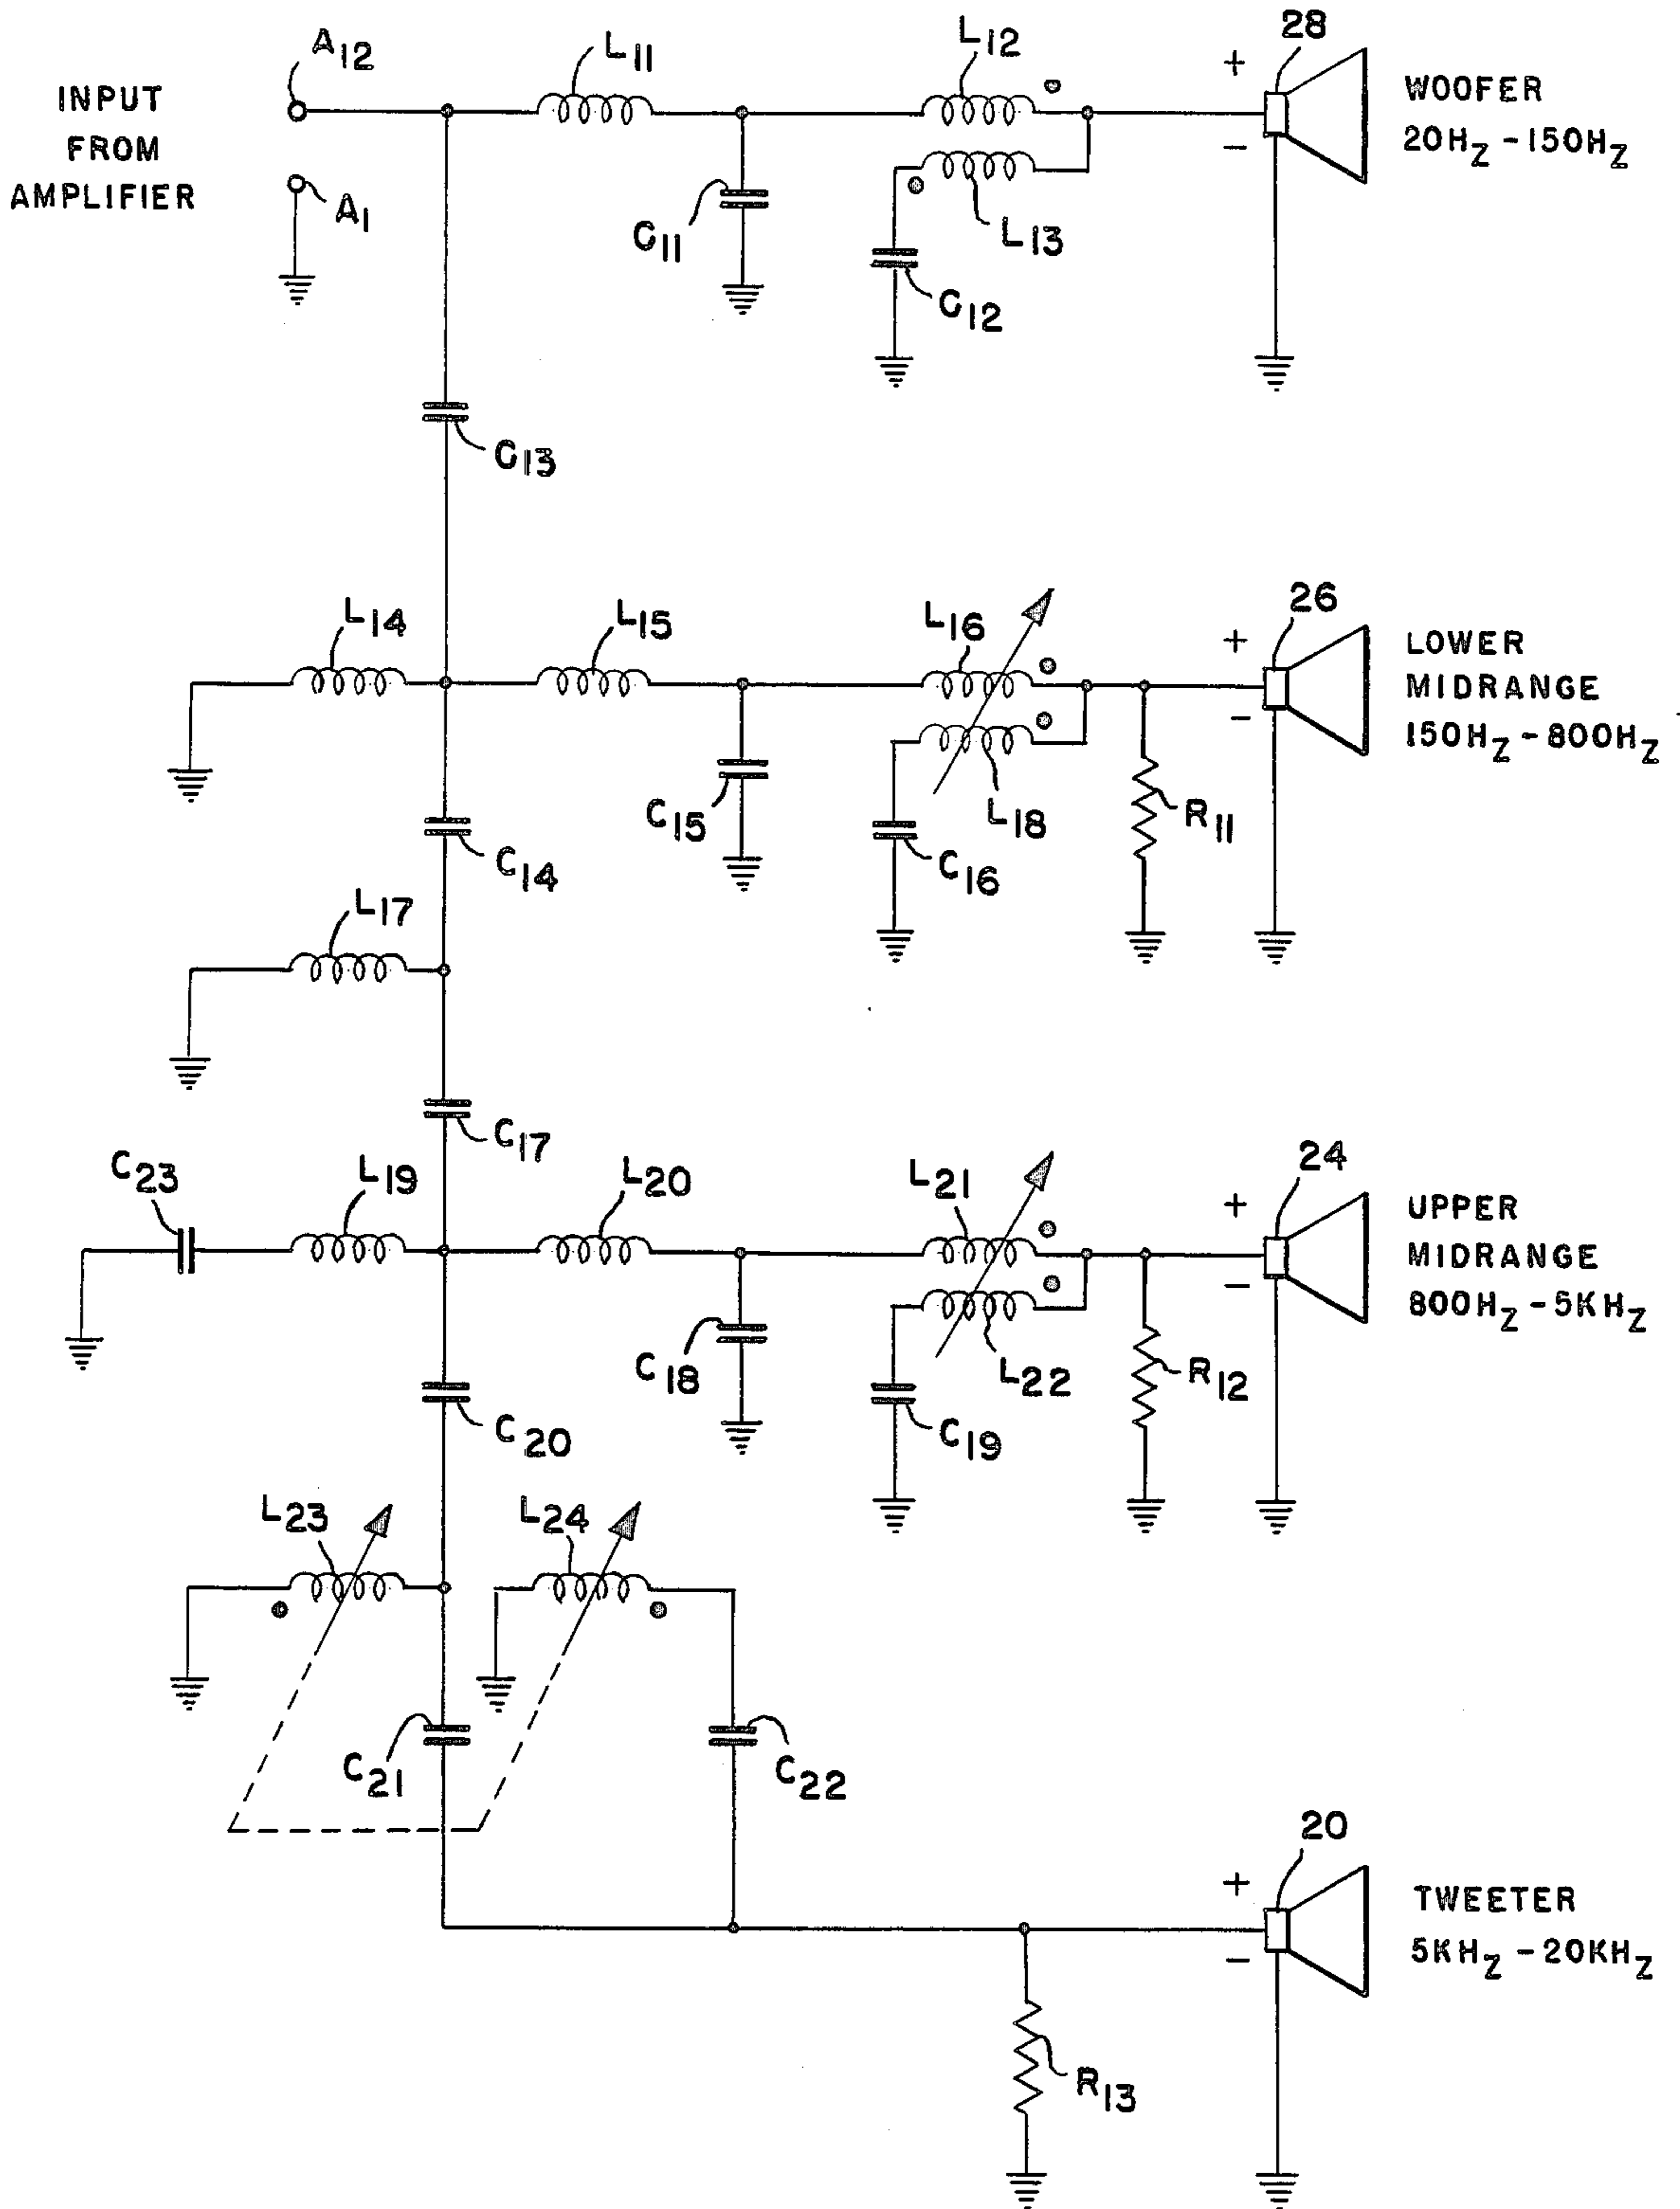 A12
L11
L12
28
INPUT
FROM
AMPLIFIER
+
WOOFER
20HZ - 150HZ
-
A1
C11
L13
C12
C13
L14
L15
L16
26
+
LOWER
MIDRANGE
150HZ - 800HZ
-
C15
L18
R11
C14
C16
L17
C17
C23
L19
L20
L21
24
+
UPPER
MIDRANGE
800HZ - 5KHZ
-
C18
L22
R12
C20
C19
L23
L24
C21
C22
20
+
TWEETER
5KHZ - 20KHZ
-
R13